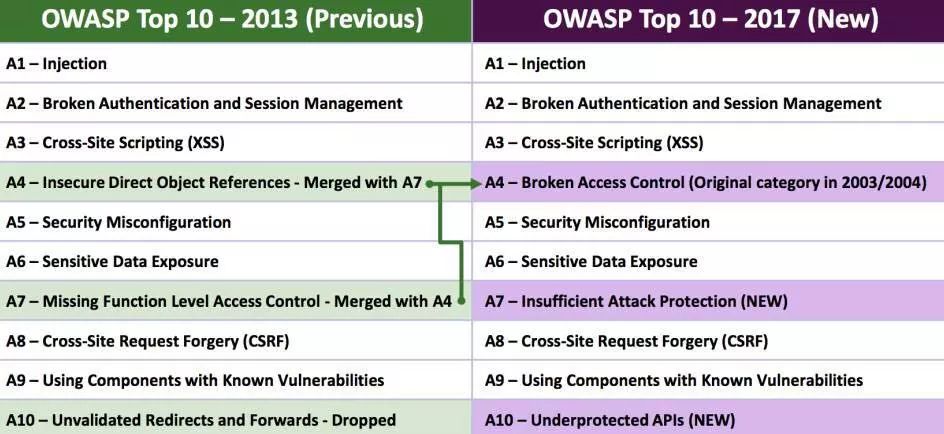 OWASP Top 10 – 2013 (Previous) OWASP Top 10 – 2017 (New)
A1 – Injection A1 – Injection
A2 – Broken Authentication and Session Management A2 – Broken Authentication and Session Management
A3 – Cross-Site Scripting (XSS) A3 – Cross-Site Scripting (XSS)
A4 – Insecure Direct Object References - Merged with A7 A4 – Broken Access Control (Original category in 2003/2004)
A5 – Security Misconfiguration A5 – Security Misconfiguration
A6 – Sensitive Data Exposure A6 – Sensitive Data Exposure
A7 – Missing Function Level Access Control - Merged with A4 A7 – Insufficient Attack Protection (NEW)
A8 – Cross-Site Request Forgery (CSRF) A8 – Cross-Site Request Forgery (CSRF)
A9 – Using Components with Known Vulnerabilities A9 – Using Components with Known Vulnerabilities
A10 – Unvalidated Redirects and Forwards - Dropped A10 – Underprotected APIs (NEW)